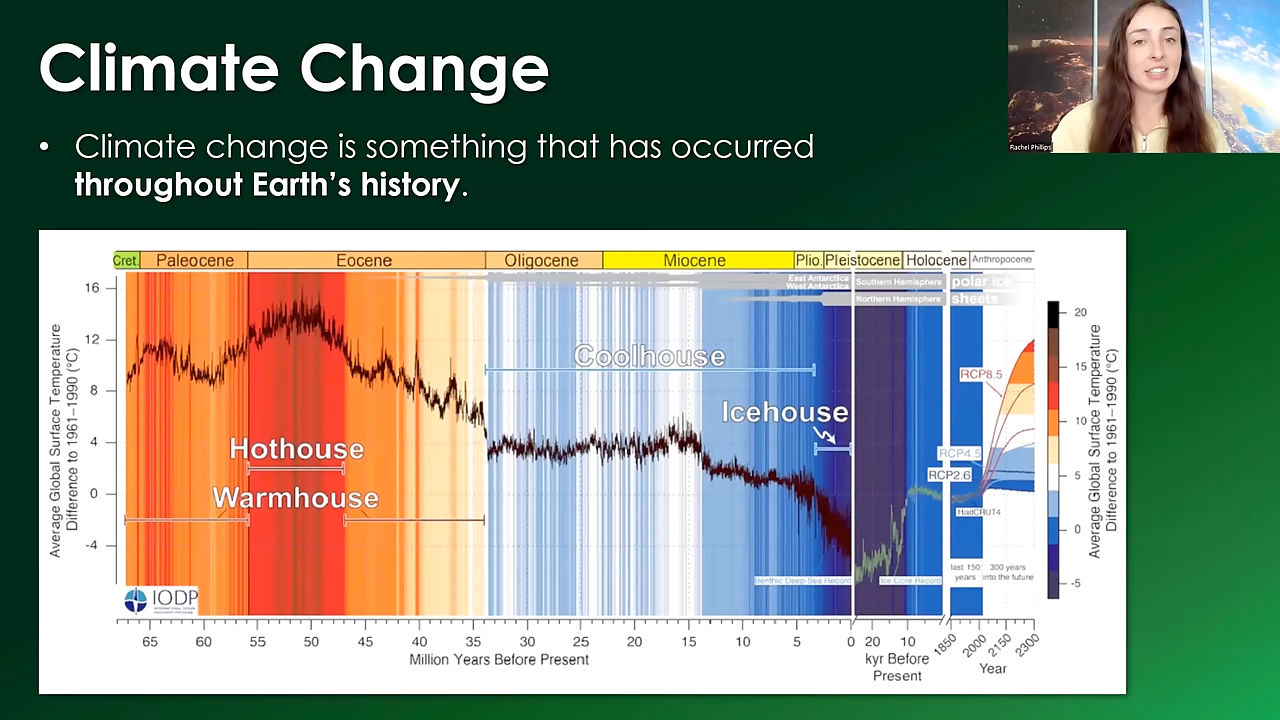 Climate Change
• Climate change is something that has occurred
throughout Earth's history.
Rachel Phillips
Cret. Paleocene Eocene Oligocene Miocene Plio. Pleistocene Holocene Anthropocene
East Antarctica
West Antarctica
Southern Hemisphere
polar ice
Northern Hemisphere
sheets
Average Global Surface Temperature
Difference to 1961–1990 (°C)
16
12
8
4
0
-4
Coolhouse
Icehouse
Hothouse
Warmhouse
RCP8.5
RCP4.5
RCP2.6
HadCRUT4
Benthic Deep-Sea Record
Ice Core Record
last 150 years
300 years into the future
IODP
INTERNATIONAL OCEAN
DISCOVERY PROGRAM
65 60 55 50 45 40 35 30 25 20 15 10 5 0
Million Years Before Present
20 10
kyr Before
Present
1850 2000 2150 2300
Year
20
15
10
5
0
-5
Average Global Surface Temperature
Difference to 1961–1990 (°C)